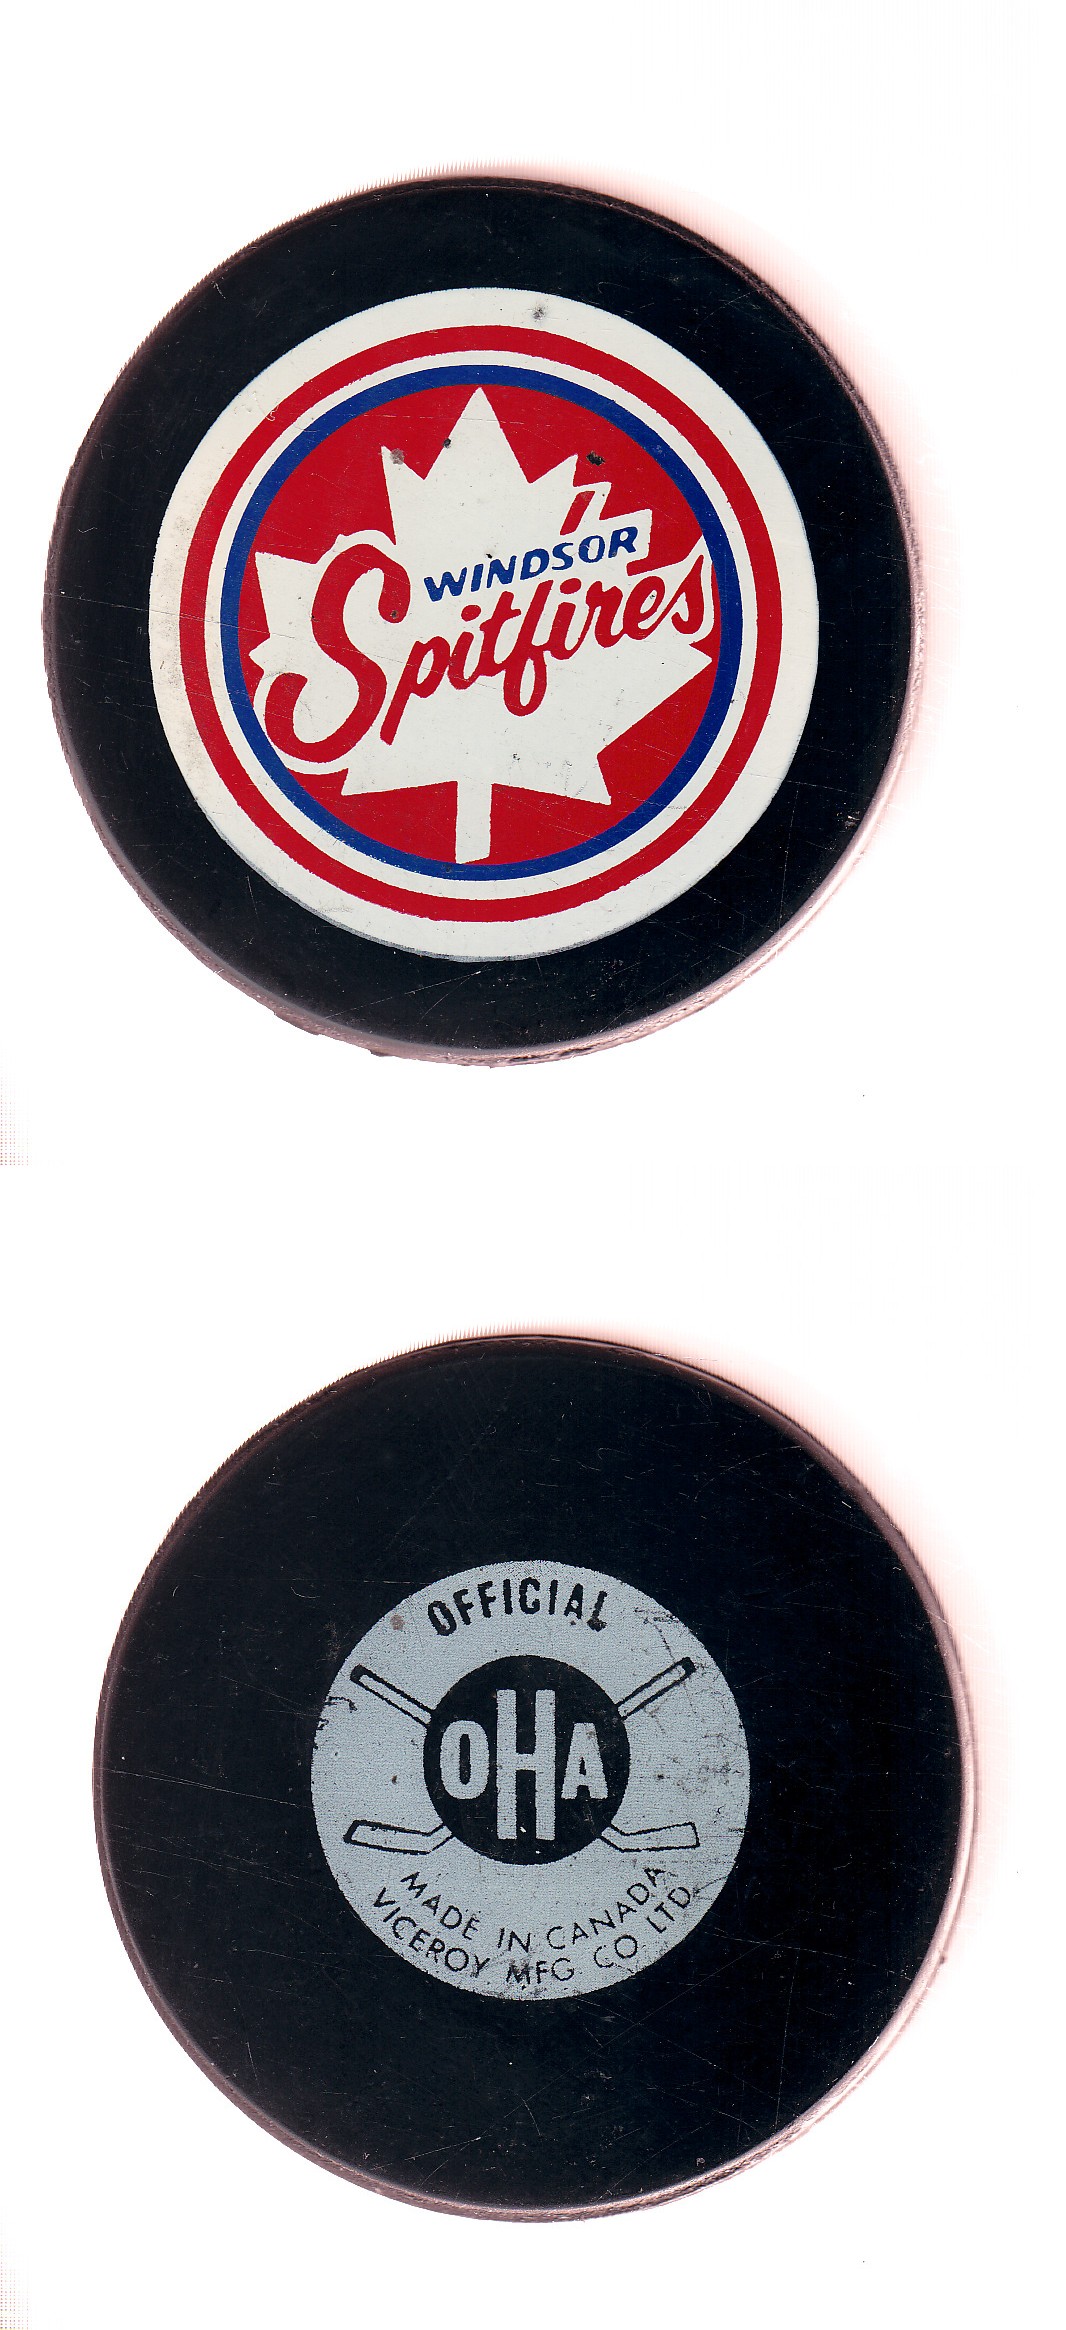 WINDSOR
Spitfires
OFFICIAL
OHA
MADE IN CANADA
VICEROY MFG CO LTD.